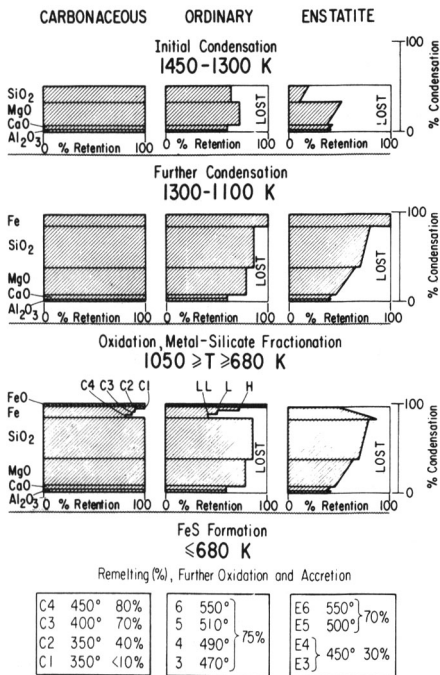 CARBONACEOUS ORDINARY ENSTATITE
Initial Condensation
1450-1300 K
100
SiO2
MgO
CaO
Al2O3
LOST
LOST
% Condensation
0
0 % Retention 100 0 % Retention 100 0 % Retention 100
Further Condensation
1300-1100 K
100
Fe
SiO2
MgO
CaO
Al2O3
LOST
LOST
% Condensation
0
0 % Retention 100 0 % Retention 100 0 % Retention 100
Oxidation, Metal-Silicate Fractionation
1050 ⩾ T ⩾ 680 K
C4 C3 C2 C1 LL L H
100
FeO
Fe
SiO2
MgO
CaO
Al2O3
LOST
LOST
% Condensation
0
0 % Retention 100 0 % Retention 100 0 % Retention 100
FeS Formation
⩽680 K
Remelting (%), Further Oxidation and Accretion
C4 450° 80%
C3 400° 70%
C2 350° 40%
C1 350° <10%
6 550°
5 510°
4 490°
3 470°
75%
E6 550°
E5 500°
70%
E4
E3
450° 30%